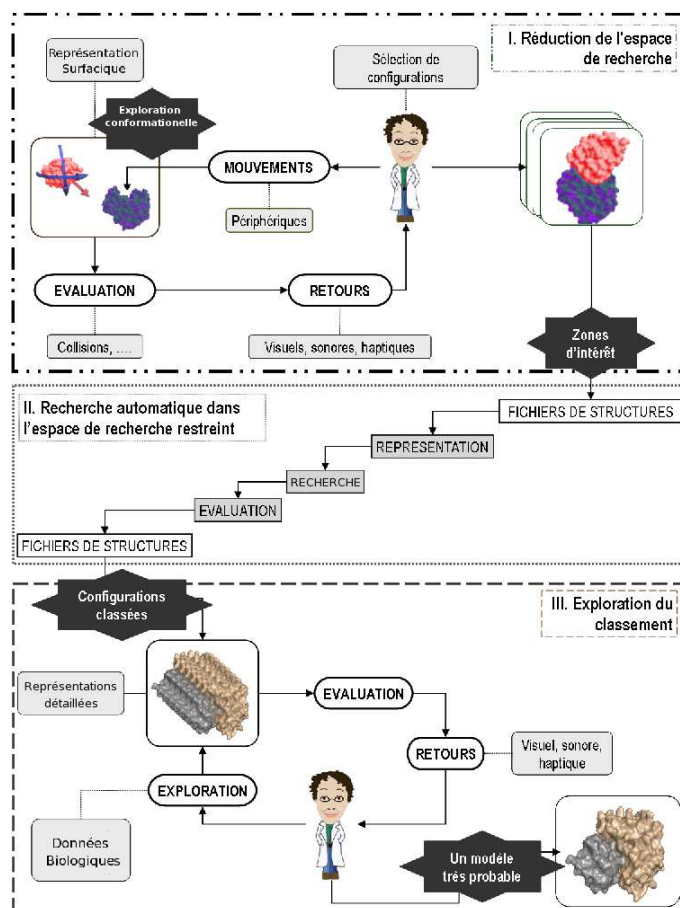 I. Réduction de l'espace
de recherche
Représentation
Surfacique
Sélection de
configurations
Exploration
conformationelle
MOUVEMENTS
Périphériques
EVALUATION
RETOURS
Collisions, .....
Visuels, sonores, haptiques
Zones
d'intérêt
II. Recherche automatique dans
l'espace de recherche restreint
FICHIERS DE STRUCTURES
REPRESENTATION
RECHERCHE
EVALUATION
FICHIERS DE STRUCTURES
Configurations
classées
III. Exploration du
classement
Représentations
détaillées
EVALUATION
RETOURS
Visuel, sonore,
haptique
EXPLORATION
Données
Biologiques
Un modèle
très probable